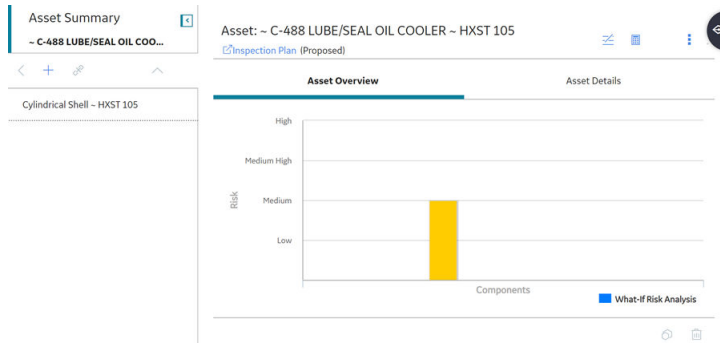 Asset Summary
~ C-488 LUBE/SEAL OIL COO...
Cylindrical Shell ~ HXST 105
Asset: ~ C-488 LUBE/SEAL OIL COOLER ~ HXST 105
Inspection Plan (Proposed)
Asset Overview
Asset Details
High
Medium High
Medium
Low
Risk
Components
What-If Risk Analysis